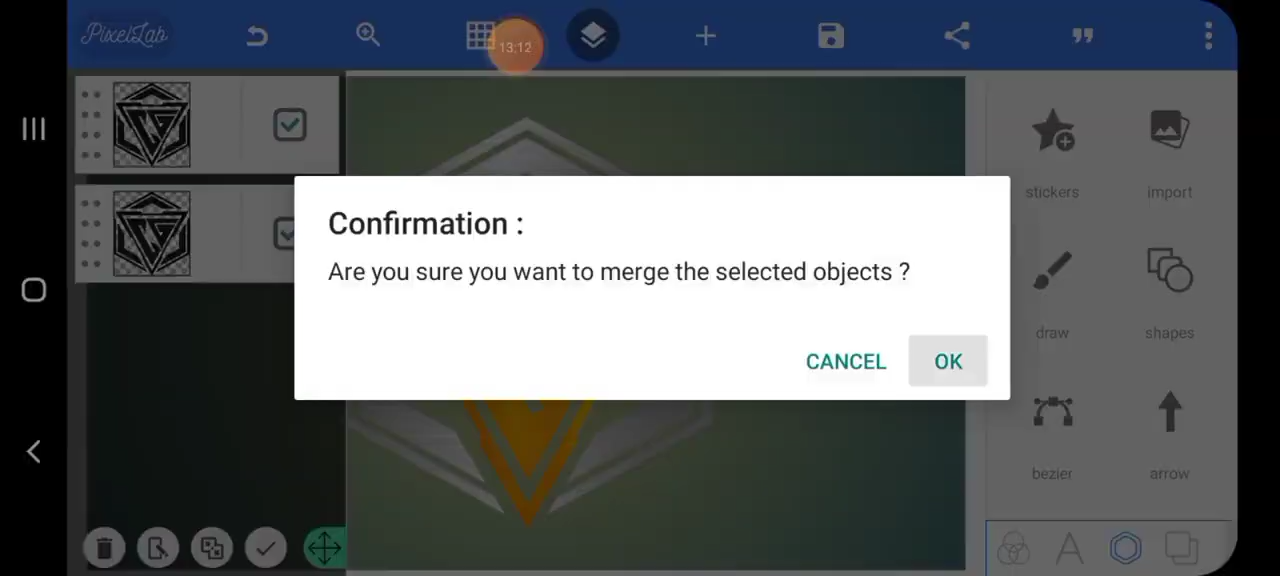 PixelLab
13:12
stickers
import
Confirmation :
Are you sure you want to merge the selected objects ?
CANCEL
OK
draw
shapes
bezier
arrow